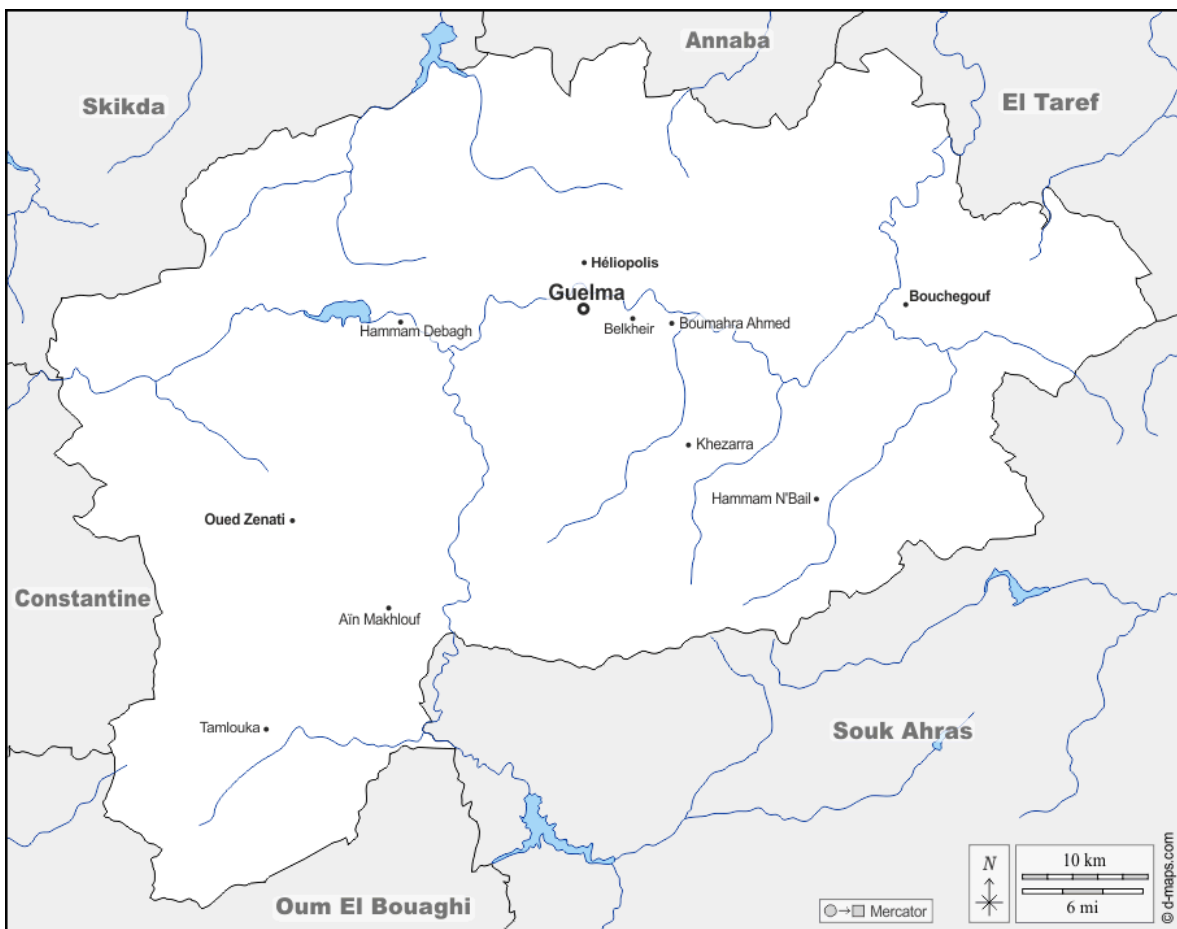 Annaba
Skikda
El Taref
Héliopolis
Guelma
Bouchegouf
Hammam Debagh
Belkheir
Boumahra Ahmed
Khezarra
Hammam N'Bail
Oued Zenati
Constantine
Aïn Makhlouf
Tamlouka
Souk Ahras
Oum El Bouaghi
Mercator
N
10 km
6 mi
© d-maps.com